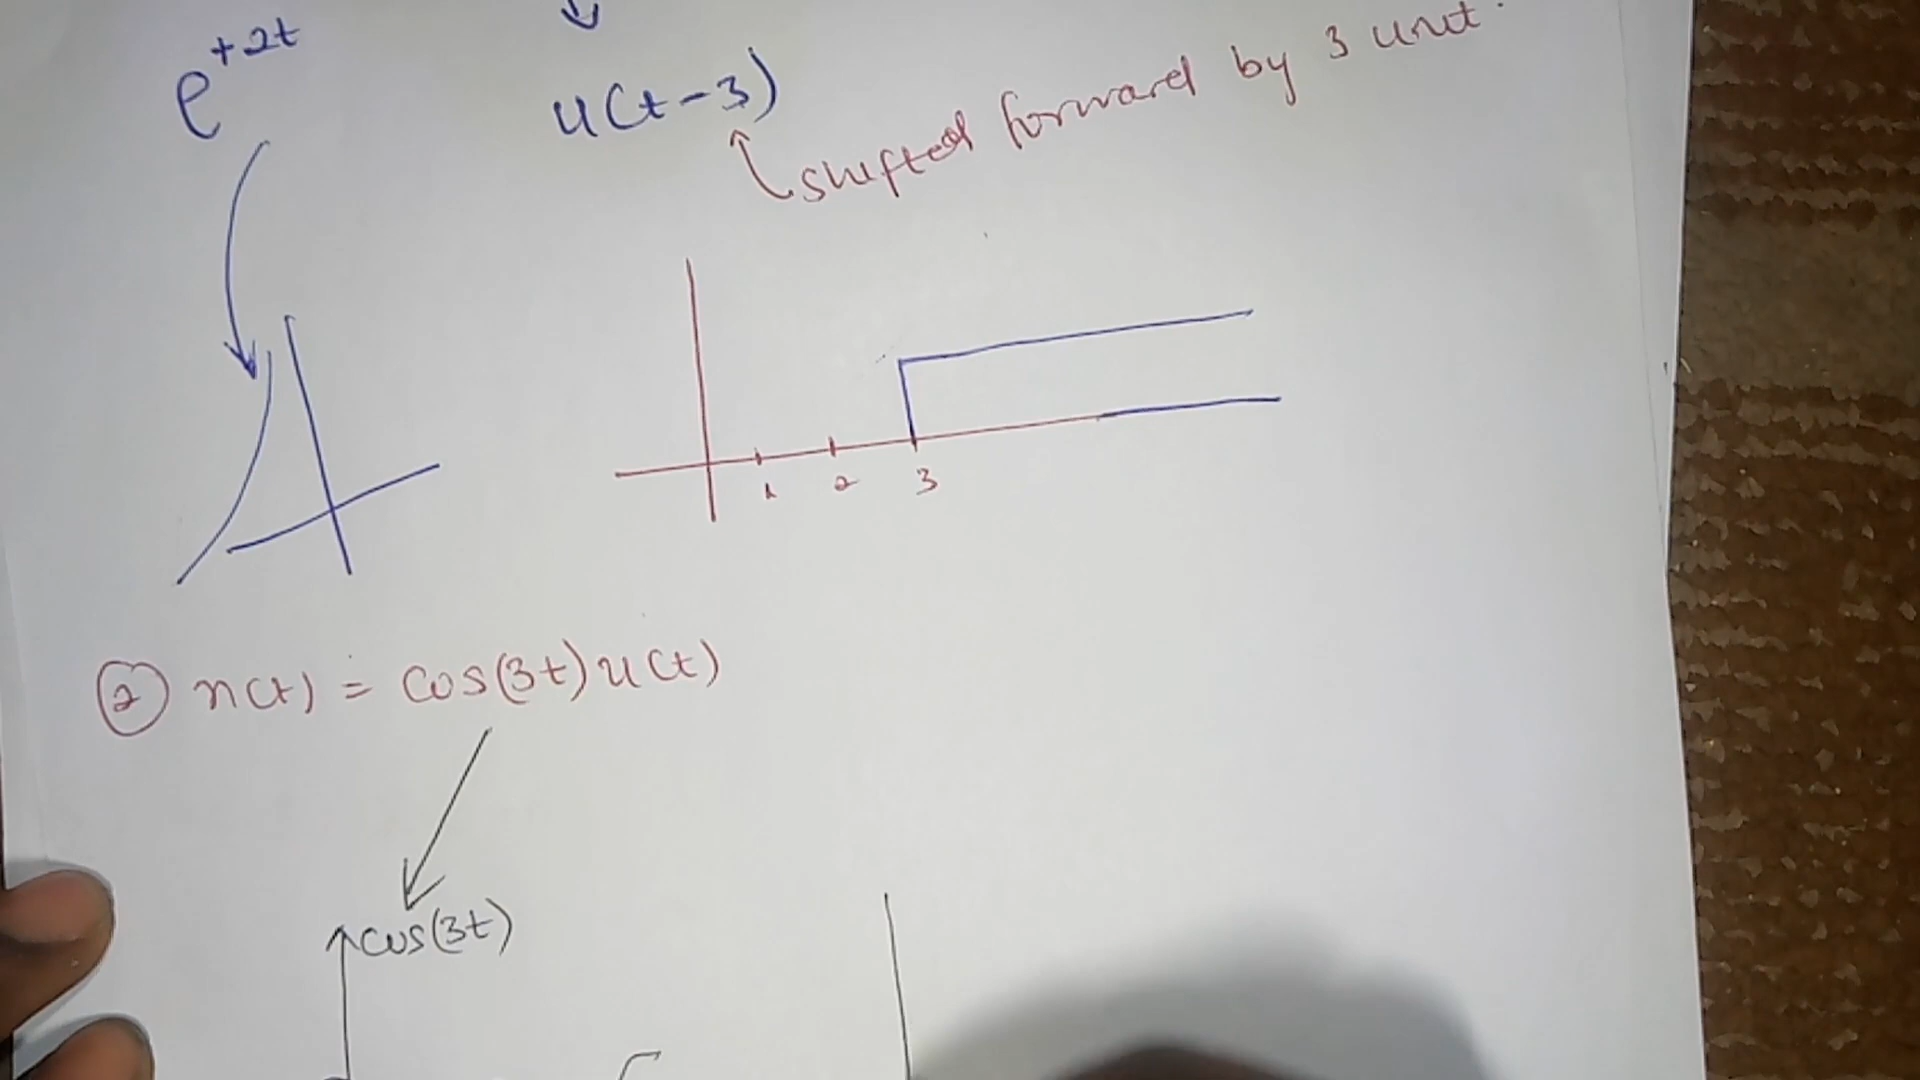 e^{+2t}
u(t-3)
shifted forward by 3 unit.
1 2 3
② x(t) = cos(3t)u(t)
cos(3t)